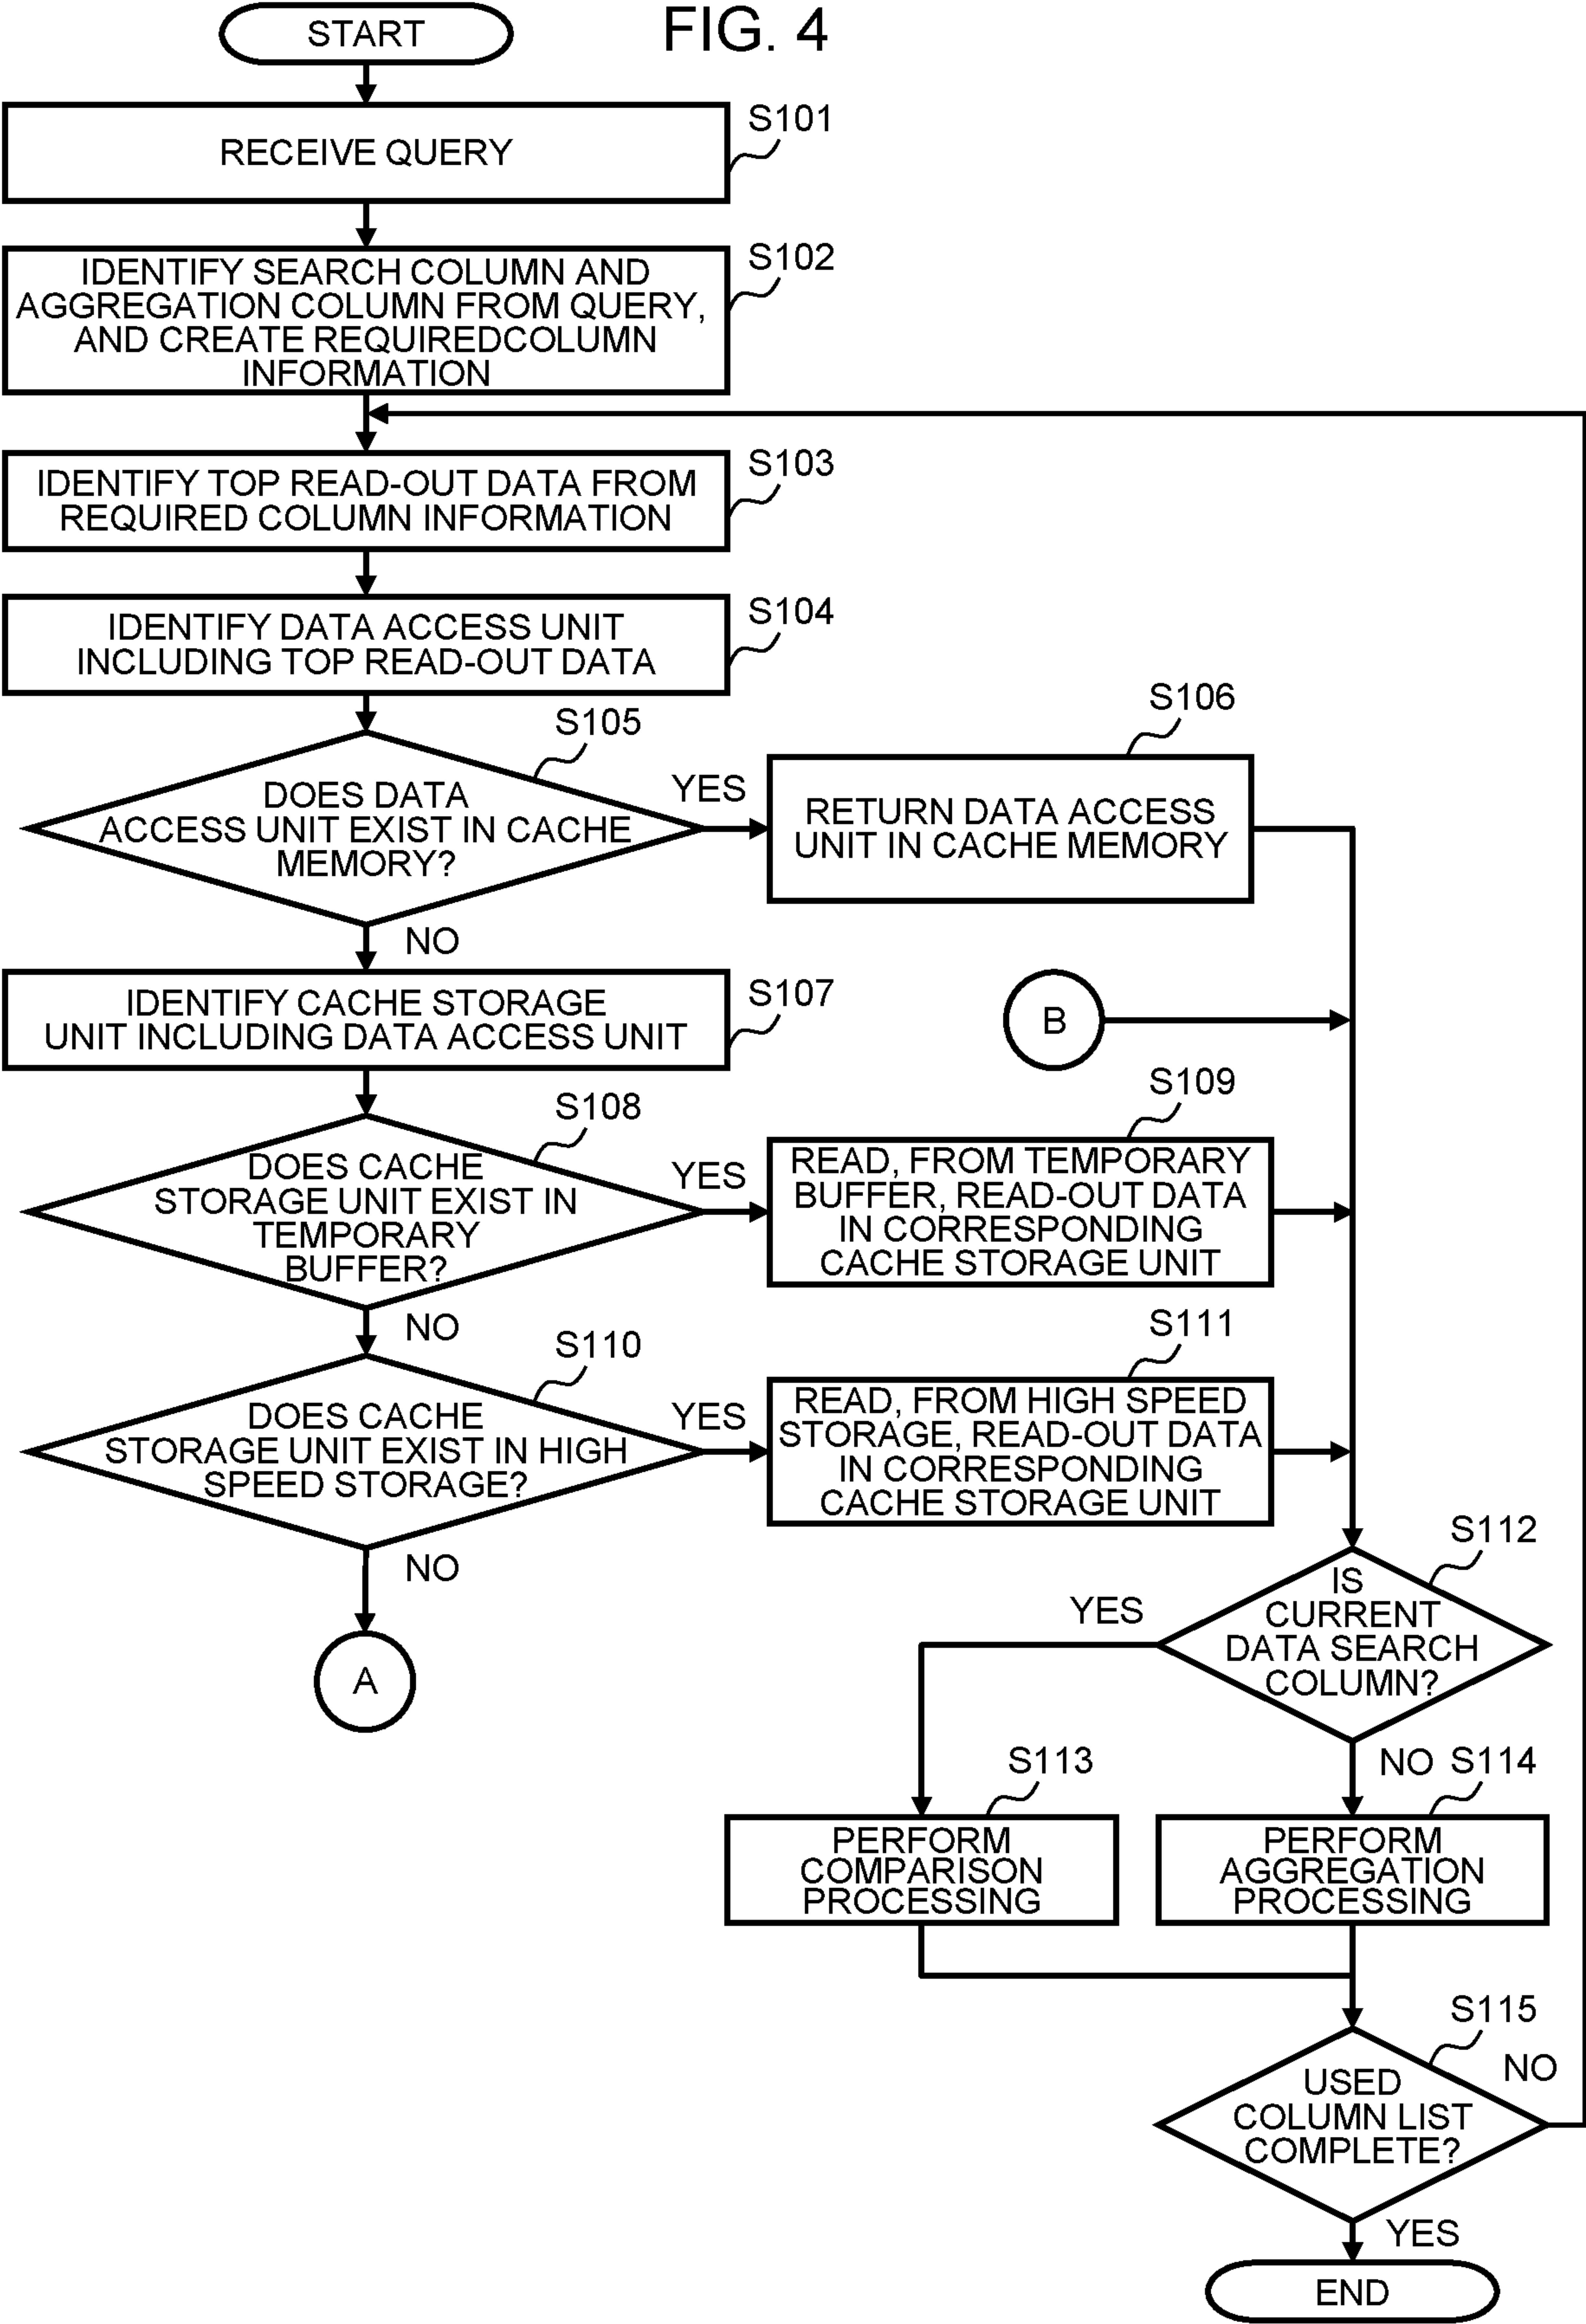 START
FIG. 4
S101
RECEIVE QUERY
S102
IDENTIFY SEARCH COLUMN AND
AGGREGATION COLUMN FROM QUERY,
AND CREATE REQUIREDCOLUMN
INFORMATION
S103
IDENTIFY TOP READ-OUT DATA FROM
REQUIRED COLUMN INFORMATION
S104
IDENTIFY DATA ACCESS UNIT
INCLUDING TOP READ-OUT DATA
S105
DOES DATA
ACCESS UNIT EXIST IN CACHE
MEMORY?
YES
S106
RETURN DATA ACCESS
UNIT IN CACHE MEMORY
NO
S107
IDENTIFY CACHE STORAGE
UNIT INCLUDING DATA ACCESS UNIT
B
S108
DOES CACHE
STORAGE UNIT EXIST IN
TEMPORARY
BUFFER?
YES
S109
READ, FROM TEMPORARY
BUFFER, READ-OUT DATA
IN CORRESPONDING
CACHE STORAGE UNIT
NO
S110
DOES CACHE
STORAGE UNIT EXIST IN HIGH
SPEED STORAGE?
YES
S111
READ, FROM HIGH SPEED
STORAGE, READ-OUT DATA
IN CORRESPONDING
CACHE STORAGE UNIT
NO
A
S112
IS
CURRENT
DATA SEARCH
COLUMN?
YES
NO
S113
PERFORM
COMPARISON
PROCESSING
S114
PERFORM
AGGREGATION
PROCESSING
S115
USED
COLUMN LIST
COMPLETE?
NO
YES
END